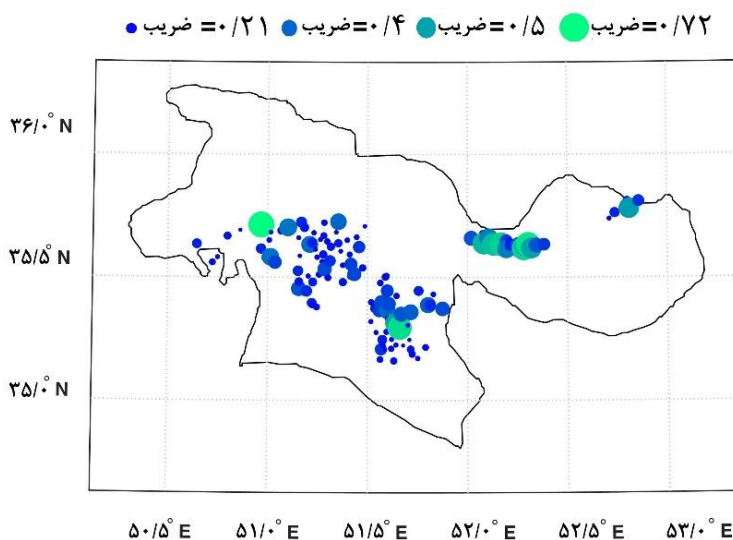 ضریب =۰/۲۱ ضریب=۰/۴ ضریب=۰/۵ ضریب=۰/۷۲
۳۶/۰° N
۳۵/۵° N
۳۵/۰° N
۵۰/۵° E ۵۱/۰° E ۵۱/۵° E ۵۲/۰° E ۵۲/۵° E ۵۳/۰° E